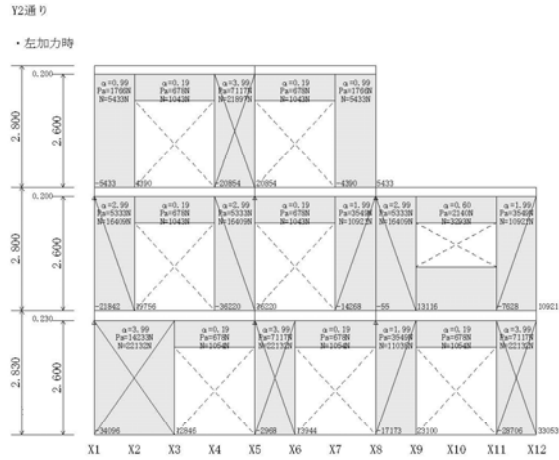 Y2通り
・左加力時
α=0.99 α=0.19 α=3.99 α=0.19 α=0.99
Pa=1766N Pa=678N Pa=7117N Pa=678N Pa=1766N
N=5433N N=1043N N=21897N N=1043N N=5433N
0.200
2.800
2.600
-5433 4390 -20854 20854 -4390 5433
α=2.99 α=0.19 α=2.99 α=0.19 α=1.99 α=2.99 α=0.60 α=1.99
Pa=5333N Pa=678N Pa=5333N Pa=678N Pa=3549N Pa=5333N Pa=2140N Pa=3549N
N=16409N N=1043N N=16409N N=1043N N=10921N N=16409N N=3293N N=10921N
0.200
2.800
2.600
-21842 19756 -36220 36220 -14268 -55 13116 -7628 10921
α=3.99 α=0.19 α=3.99 α=0.19 α=1.99 α=0.19 α=3.99
Pa=14233N Pa=678N Pa=7117N Pa=678N Pa=3549N Pa=678N Pa=7117N
N=22132N N=1054N N=22132N N=1054N N=11038N N=1054N N=22132N
0.230
2.830
2.600
-34096 12846 -2968 13944 -17173 23100 -28706 33053
X1 X2 X3 X4 X5 X6 X7 X8 X9 X10 X11 X12